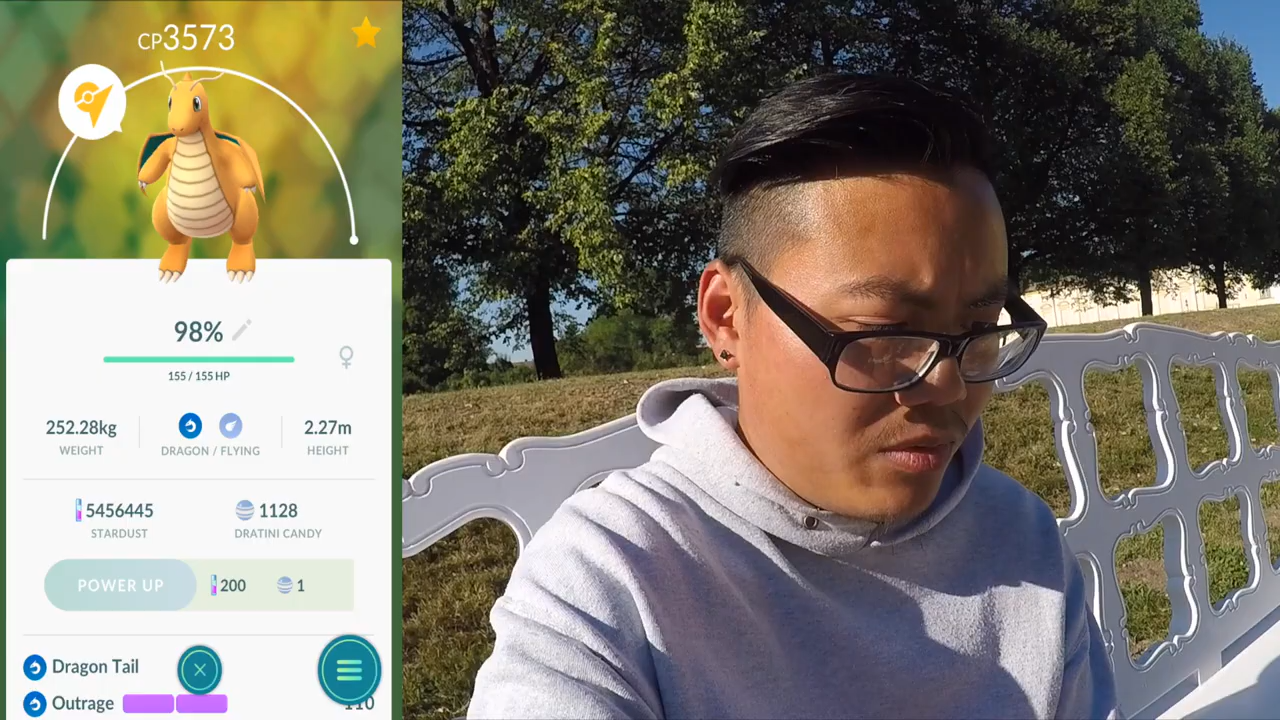 CP3573
98%
155 / 155 HP
252.28kg
WEIGHT
DRAGON / FLYING
2.27m
HEIGHT
5456445
STARDUST
1128
DRATINI CANDY
POWER UP
200
1
Dragon Tail
Outrage
110